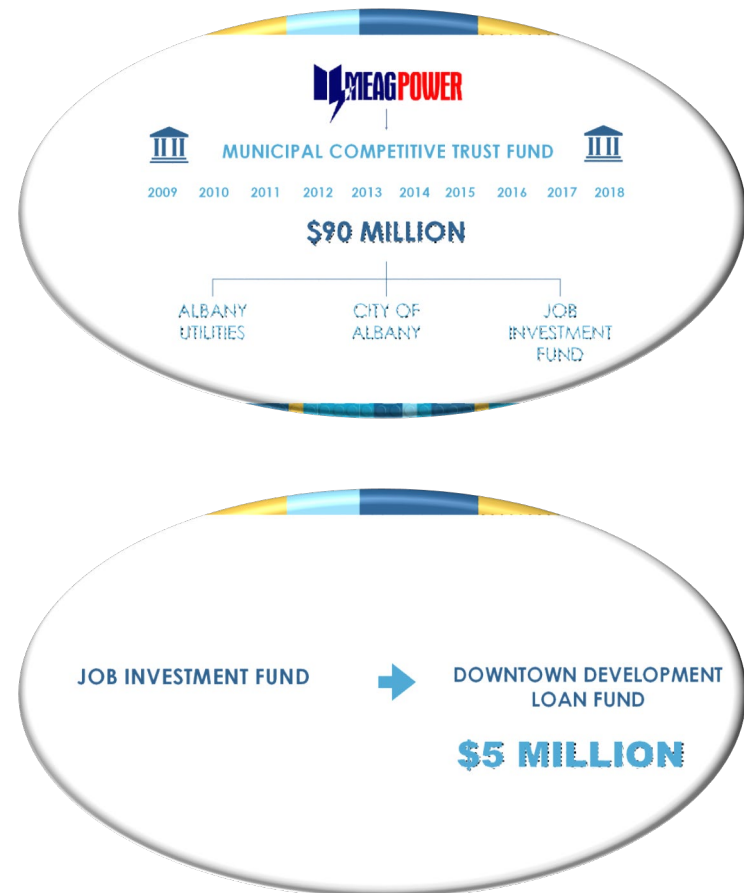 MEAGPOWER
MUNICIPAL COMPETITIVE TRUST FUND
2009 2010 2011 2012 2013 2014 2015 2016 2017 2018
$90 MILLION
ALBANY
UTILITIES
CITY OF
ALBANY
JOB
INVESTMENT
FUND
JOB INVESTMENT FUND
DOWNTOWN DEVELOPMENT
LOAN FUND
$5 MILLION